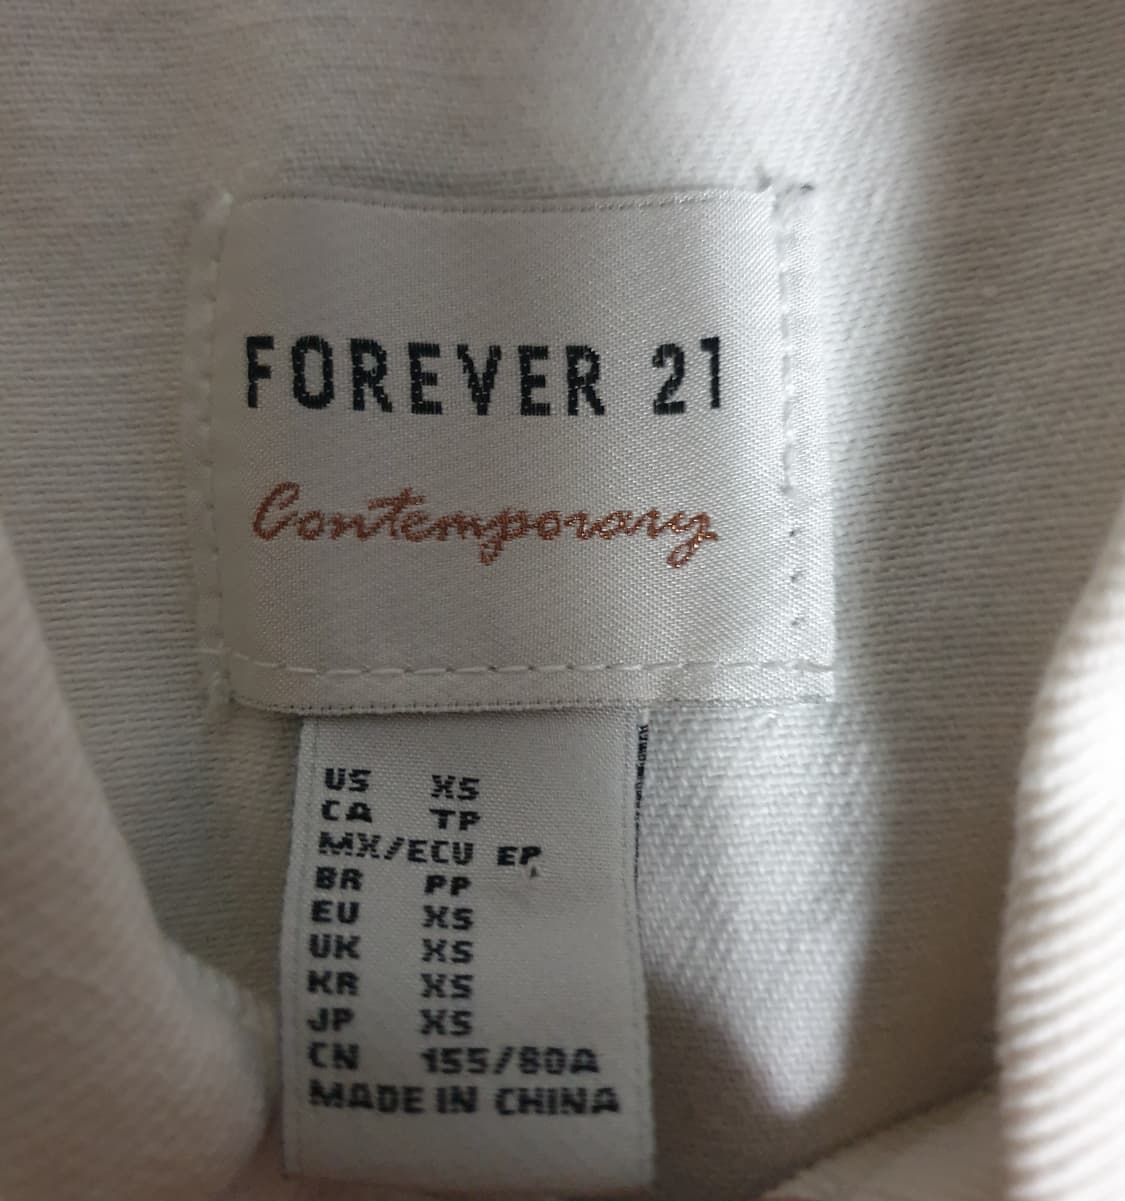 FOREVER 21
Contemporary
US XS
CA TP
MX/ECU EP
BR PP
EU XS
UK XS
KR XS
JP XS
CN 155/80A
MADE IN CHINA